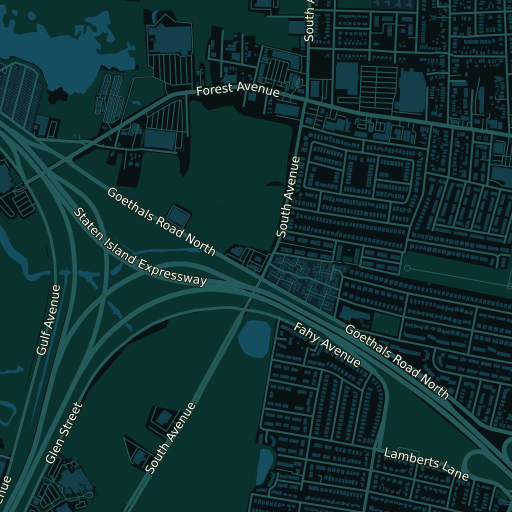 South A
Forest Avenue
South Avenue
Goethals Road North
Staten Island Expressway
Gulf Avenue
Fahy Avenue
Goethals Road North
Glen Street
South Avenue
Lamberts Lane
enue